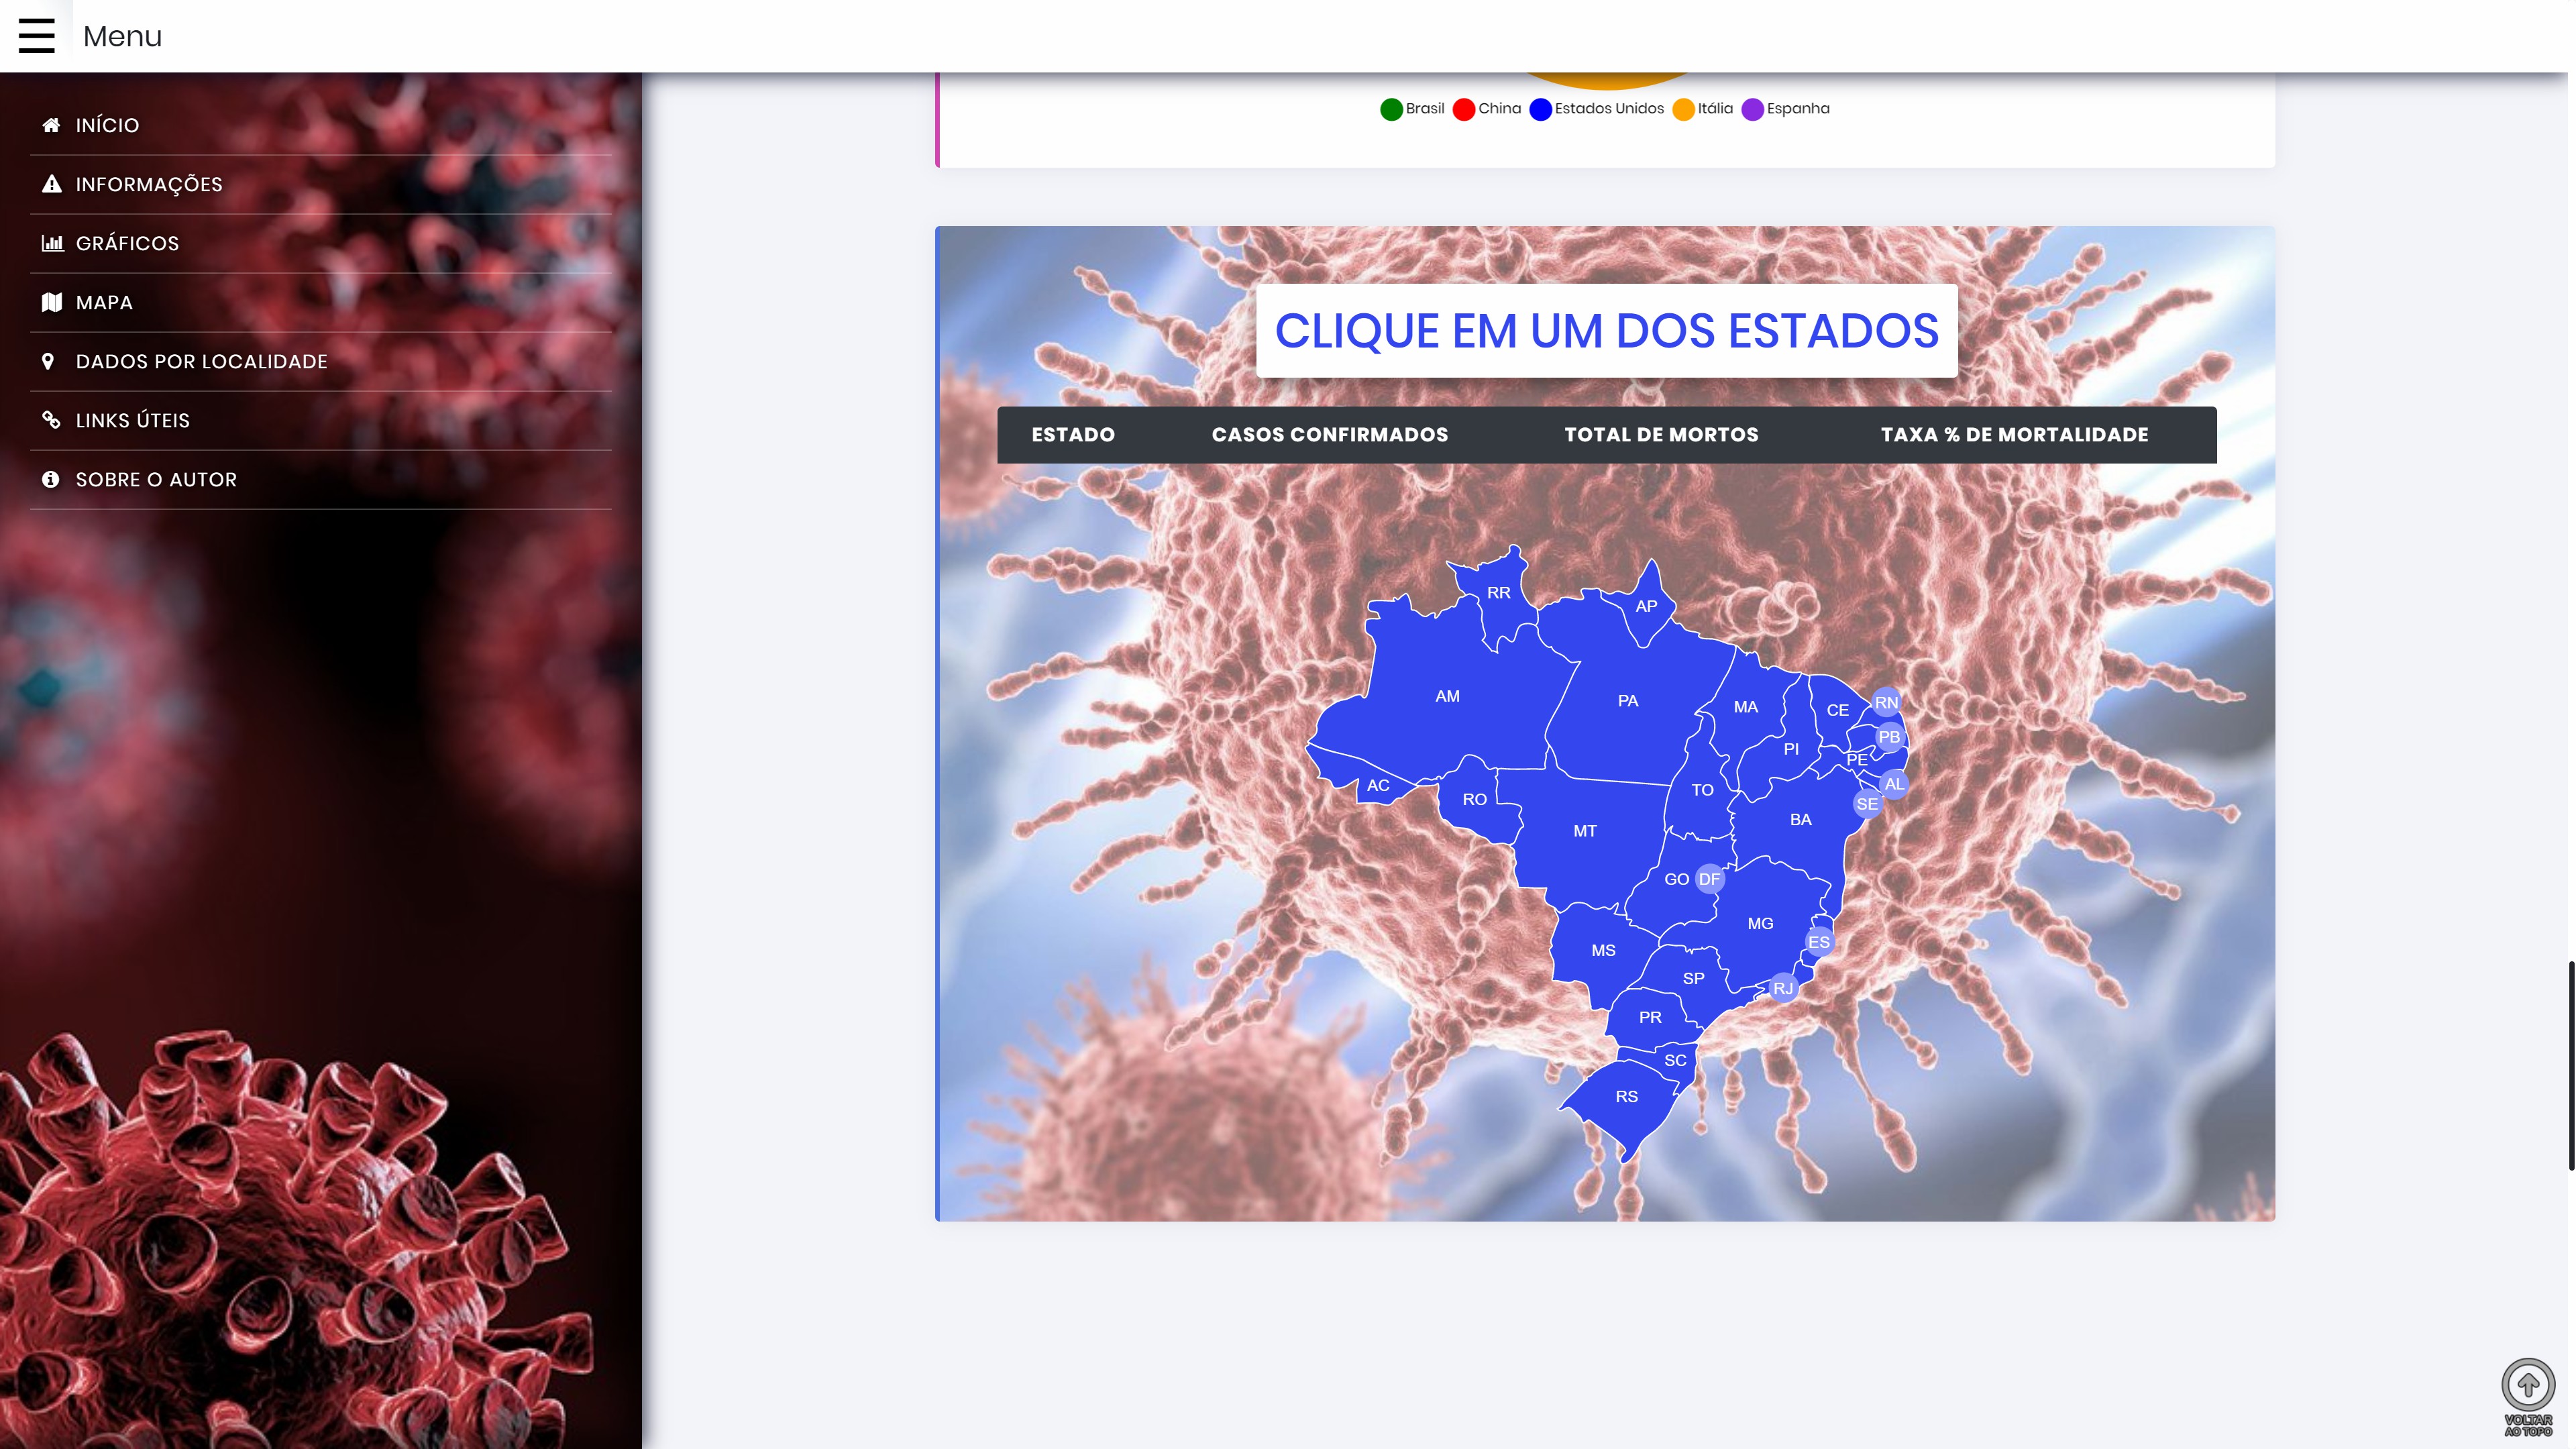 Menu
INÍCIO
INFORMAÇÕES
GRÁFICOS
MAPA
DADOS POR LOCALIDADE
LINKS ÚTEIS
SOBRE O AUTOR
Brasil China Estados Unidos Itália Espanha
CLIQUE EM UM DOS ESTADOS
ESTADO CASOS CONFIRMADOS TOTAL DE MORTOS TAXA % DE MORTALIDADE
RR
AP
AM
PA
MA
CE
RN
PB
PI
PE
AC
RO
TO
AL
SE
MT
BA
GO
DF
MG
ES
MS
SP
RJ
PR
SC
RS
VOLTAR
AO TOPO